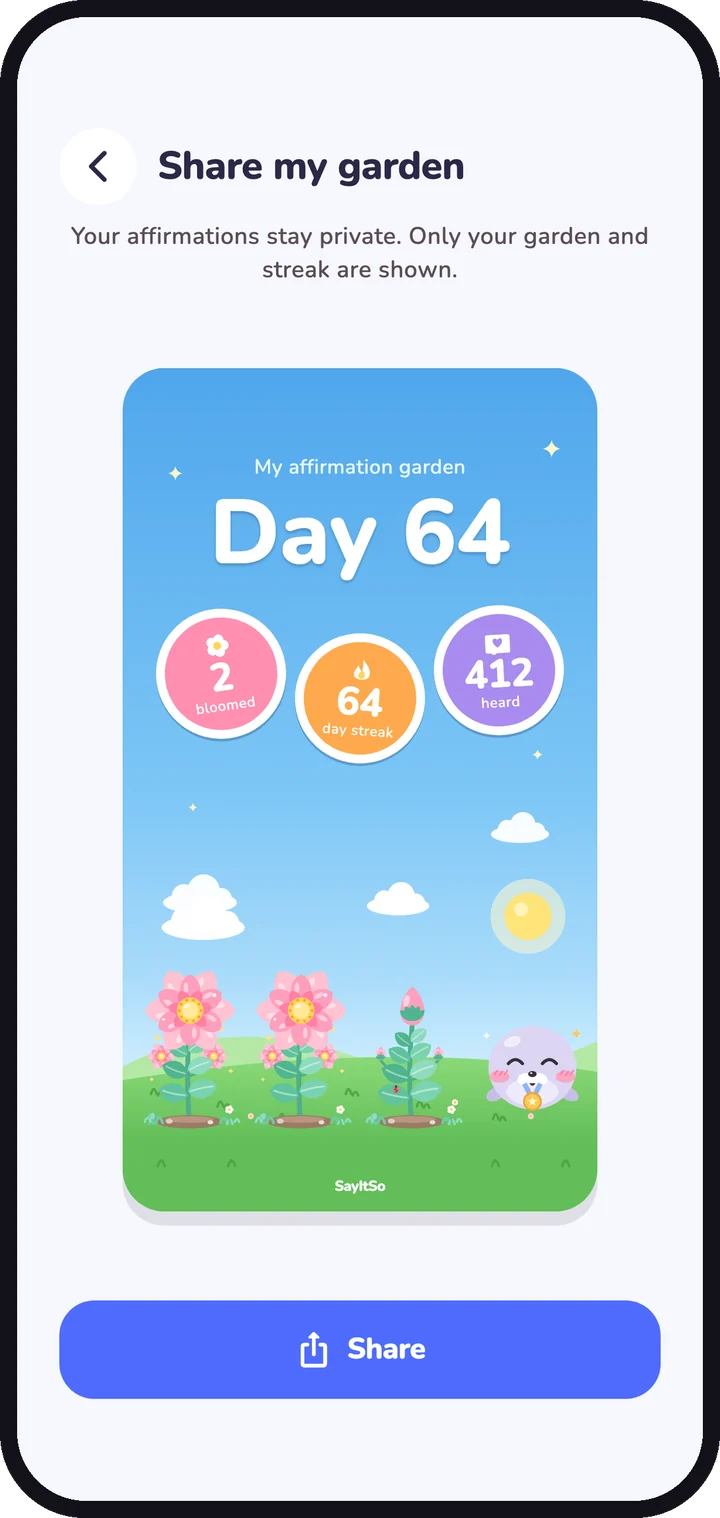 Share my garden
Your affirmations stay private. Only your garden and
streak are shown.
My affirmation garden
Day 64
2
bloomed
64
day streak
412
heard
SayItSo
Share